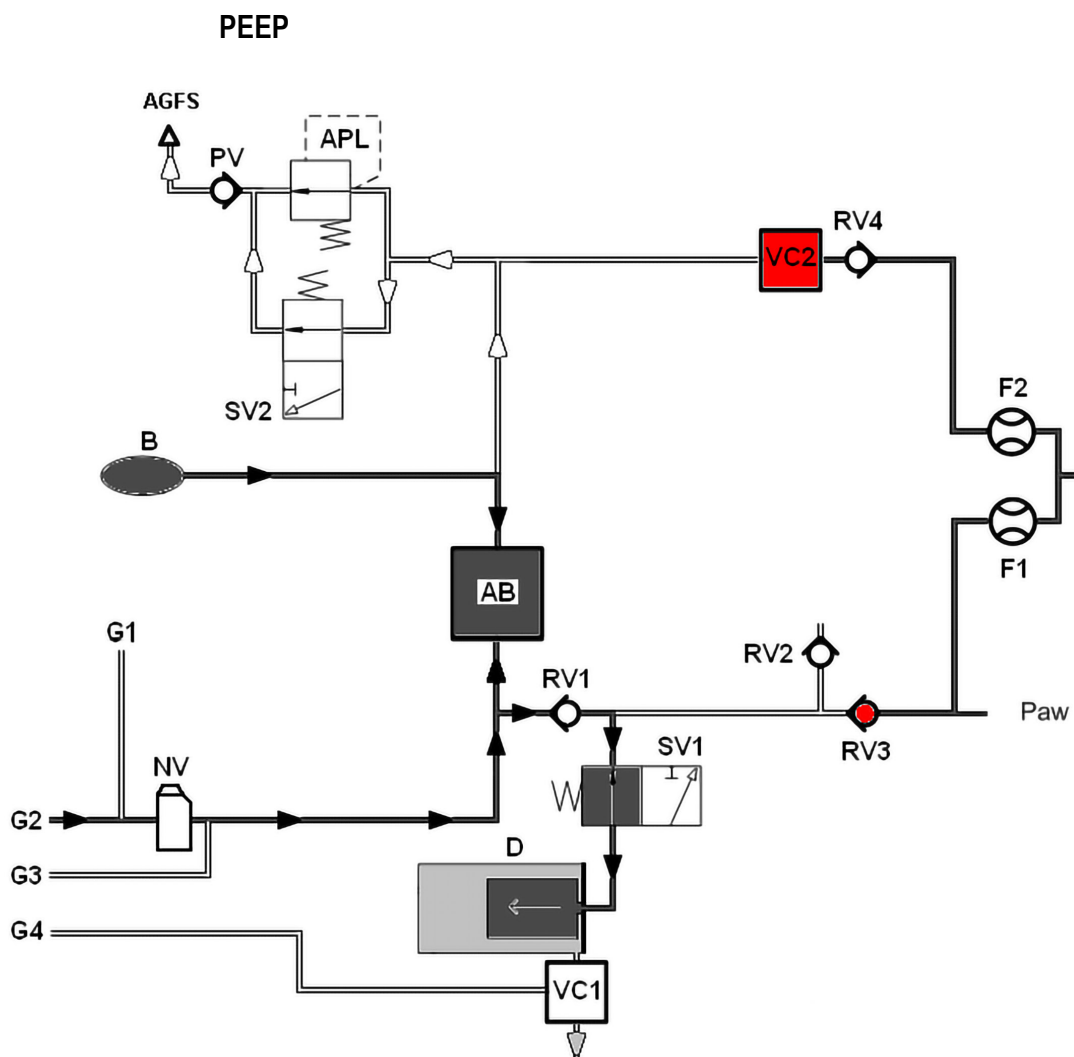 PEEP
AGFS
PV
APL
RV4
VC2
SV2
F2
B
F1
AB
G1
RV1
RV2
Paw
RV3
SV1
NV
G2
D
G3
G4
VC1